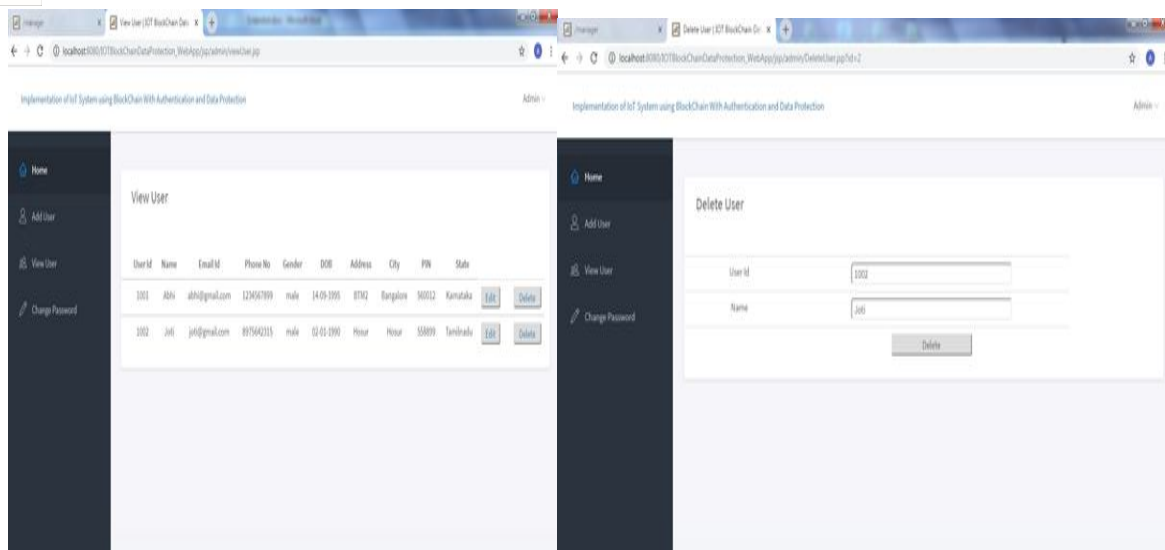 /manager
View User | IOT BlockChain Dat
localhost:8080/IOTBlockChainDataProtection_WebApp/jsp/admin/viewUser.jsp
Implementation of IoT System using BlockChain With Authentication and Data Protection
Admin
Home
Add User
View User
Change Password
View User
User Id Name Email Id Phone No Gender DOB Address City PIN State
1001 Abhi abhi@gmail.com 1234567899 male 14-09-1995 BTM2 Bangalore 560012 Karnataka Edit Delete
1002 Joti joti@gmail.com 8975642315 male 02-01-1990 Hosur Hosur 558899 Tamilnadu Edit Delete
/manager
Delete User | IOT BlockChain Da
localhost:8080/IOTBlockChainDataProtection_WebApp/jsp/admin/DeleteUser.jsp?id=2
Implementation of IoT System using BlockChain With Authentication and Data Protection
Admin
Home
Add User
View User
Change Password
Delete User
User Id 1002
Name Joti
Delete